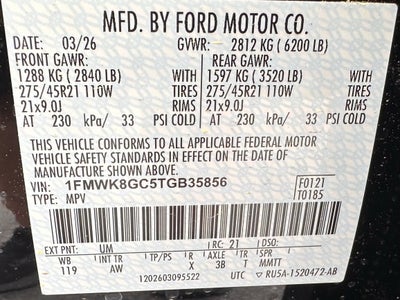 MFD. BY FORD MOTOR CO.
DATE: 03/26 GVWR: 2812 KG ( 6200 LB)
FRONT GAWR: REAR GAWR:
1288 KG ( 2840 LB) WITH 1597 KG ( 3520 LB) WITH
275/45R21 110W TIRES 275/45R21 110W TIRES
21x9.0J RIMS 21x9.0J RIMS
AT 230 kPa/ 33 PSI COLD AT 230 kPa/ 33 PSI COLD
THIS VEHICLE CONFORMS TO ALL APPLICABLE FEDERAL MOTOR
VEHICLE SAFETY STANDARDS IN EFFECT ON THE DATE OF
MANUFACTURE SHOWN ABOVE.
VIN: 1FMWK8GC5TGB35856 F0121
TYPE: MPV T0185
EXT PNT: UM RC: 21 DSO:
WB INT TR TP/PS R AXLE TR SPR
119 AW X 3B T MMTT
1202603095522 UTC RU5A-1520472-AB